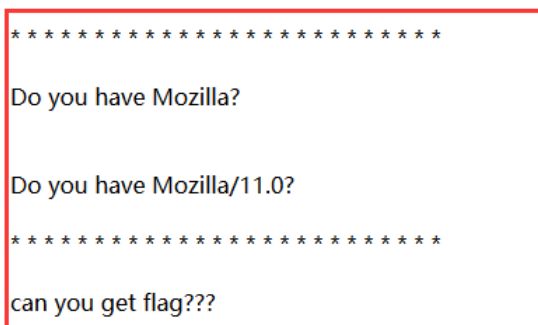 * * * * * * * * * * * * * * * * * * * * * * * * * *
Do you have Mozilla?
Do you have Mozilla/11.0?
* * * * * * * * * * * * * * * * * * * * * * * * * *
can you get flag???